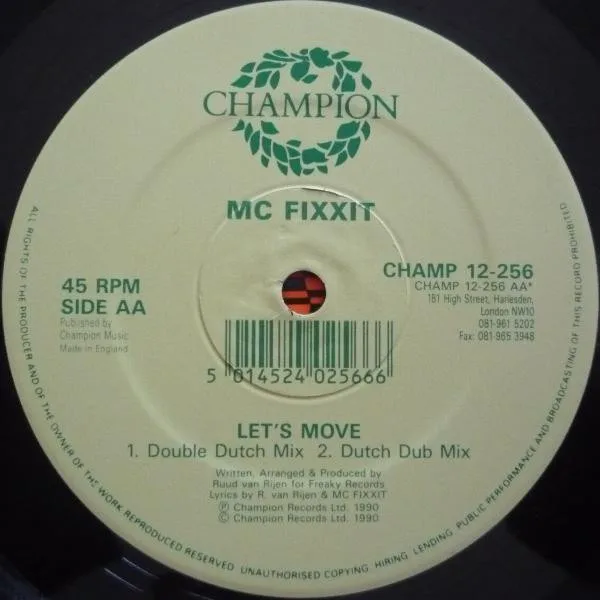 CHAMPION
MC FIXXIT
45 RPM
SIDE AA
Published by
Champion Music
Made in England
CHAMP 12-256
CHAMP 12-256 AA*
181 High Street, Harlesden,
London NW10
081-961 5202
Fax: 081-965 3948
5 014524 025666
LET'S MOVE
1. Double Dutch Mix 2. Dutch Dub Mix
Written, Arranged & Produced by
Ruud van Rijen for Freaky Records
Lyrics by R. van Rijen & MC FIXXIT
℗ Champion Records Ltd. 1990
© Champion Records Ltd. 1990
ALL RIGHTS OF THE PRODUCER AND OF THE OWNER OF THE WORK REPRODUCED RESERVED UNAUTHORISED COPYING HIRING, LENDING, PUBLIC PERFORMANCE AND BROADCASTING OF THIS RECORD PROHIBITED